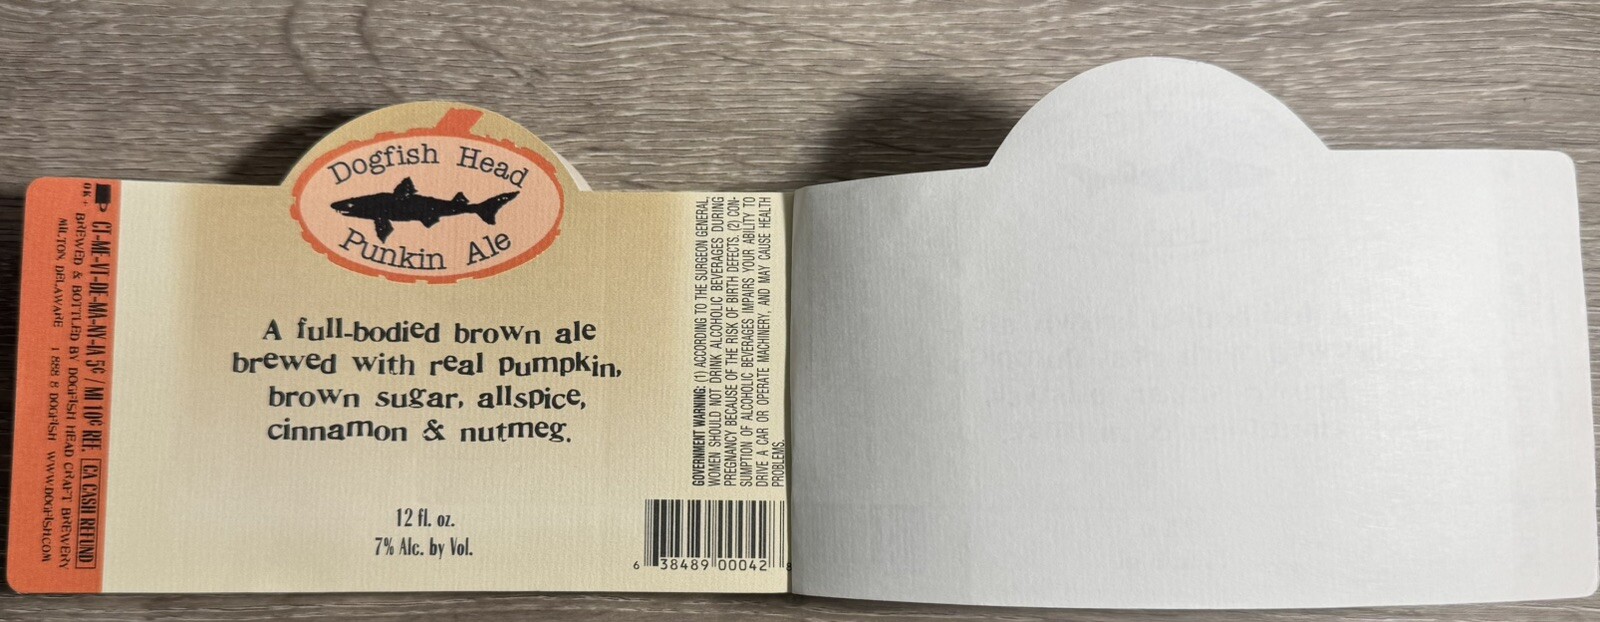 Dogfish Head
Punkin Ale
A full-bodied brown ale
brewed with real pumpkin,
brown sugar, allspice,
cinnamon & nutmeg.
12 fl. oz.
7% Alc. by Vol.
OK+
CT-ME-VT-DE-MA-NY-IA 5¢ / MI 10¢ REF. CA CASH REFUND
BREWED & BOTTLED BY DOGFISH HEAD CRAFT BREWERY
MILTON, DELAWARE 1 888 8 DOGFISH WWW.DOGFISH.COM
GOVERNMENT WARNING: (1) ACCORDING TO THE SURGEON GENERAL,
WOMEN SHOULD NOT DRINK ALCOHOLIC BEVERAGES DURING
PREGNANCY BECAUSE OF THE RISK OF BIRTH DEFECTS. (2) CON-
SUMPTION OF ALCOHOLIC BEVERAGES IMPAIRS YOUR ABILITY TO
DRIVE A CAR OR OPERATE MACHINERY, AND MAY CAUSE HEALTH
PROBLEMS.
6 38489 00042 8